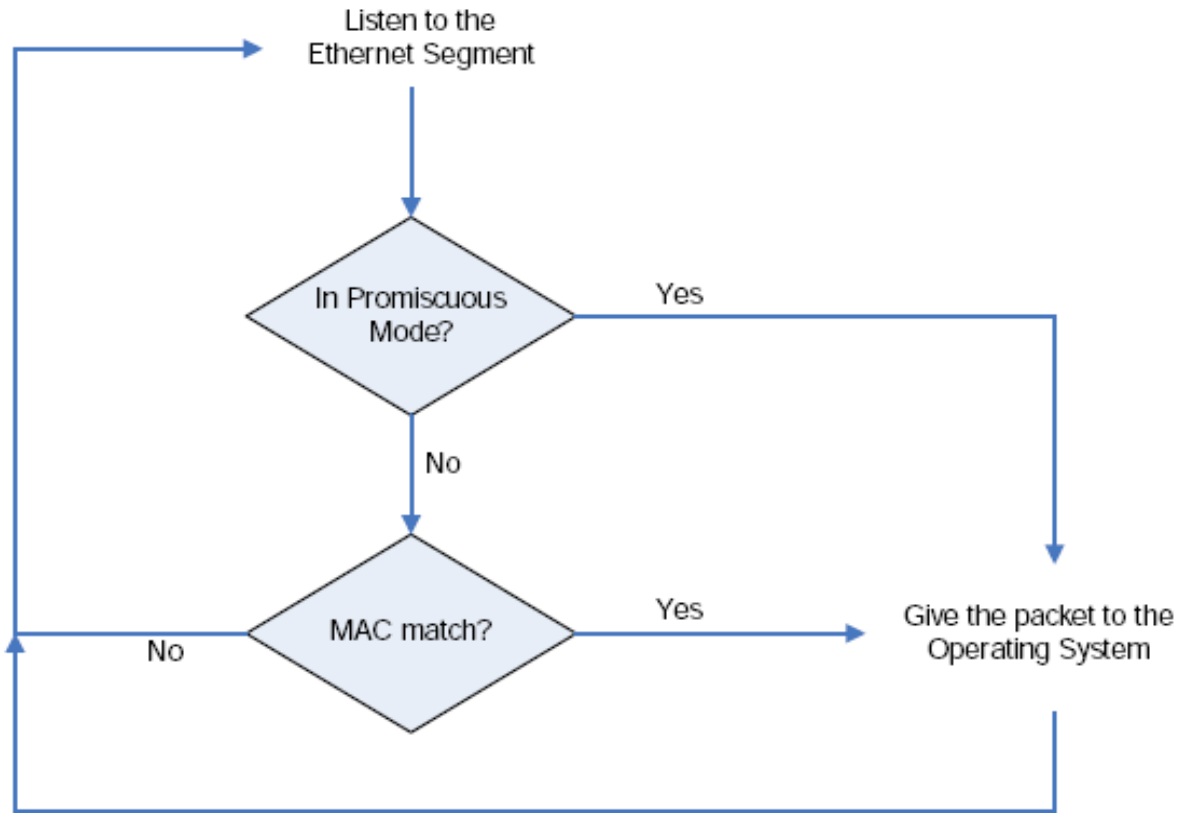 Listen to the
Ethernet Segment
In Promiscuous
Mode?
Yes
No
MAC match?
Yes
No
Give the packet to the
Operating System